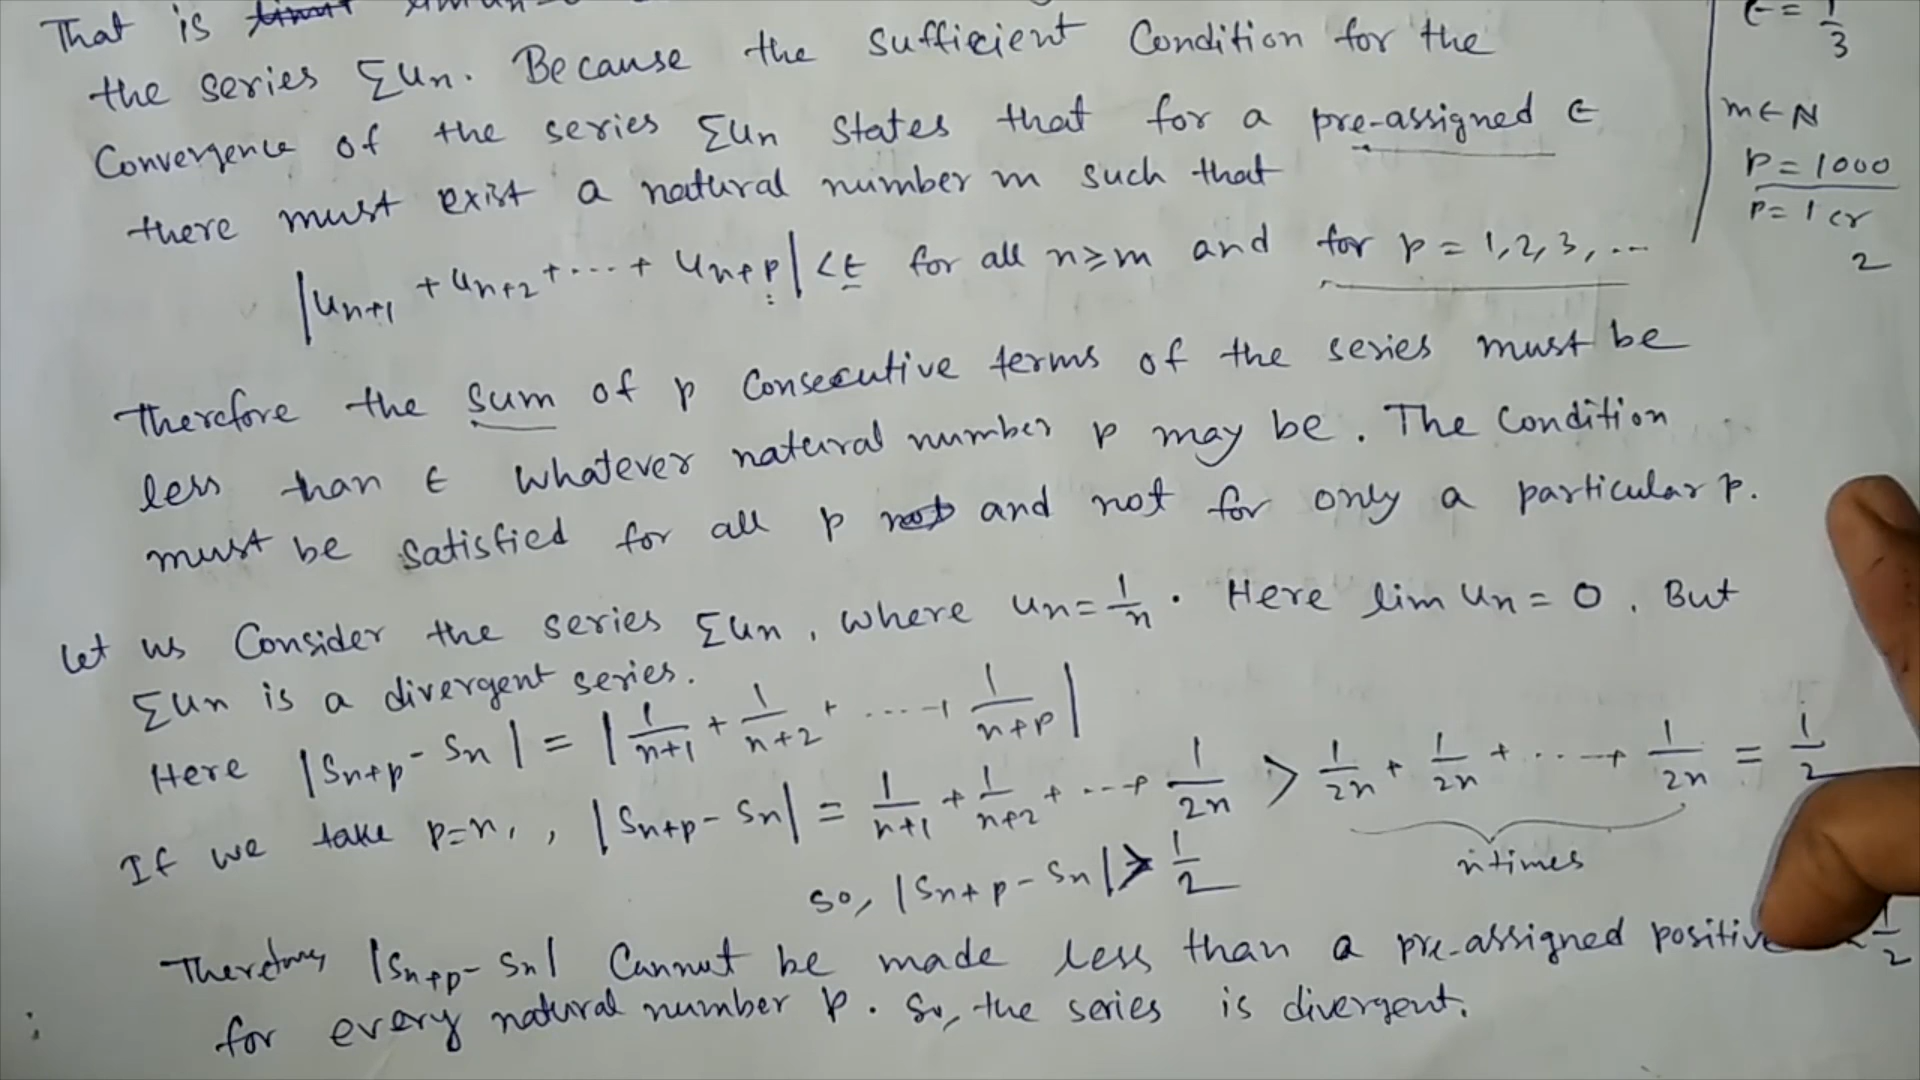 That is
the series Σun. Because the sufficient Condition for the
Convergence of the series Σun states that for a pre-assigned ϵ
there must exist a natural number m such that
|un+1 + un+2 + .... + un+p| < ϵ for all n ≥ m and for p = 1, 2, 3, ...
Therefore the sum of p Consecutive terms of the series must be
less than ϵ whatever natural number p may be. The Condition
must be satisfied for all p and not for only a particular p.
Let us Consider the series Σun, where un = 1/n. Here lim un = 0. But
Σun is a divergent series.
Here |Sn+p - Sn| = |1/n+1 + 1/n+2 + ..... + 1/n+p|
If we take p=n, , |Sn+p - Sn| = 1/n+1 + 1/n+2 + .... + 1/2n > 1/2n + 1/2n + .... + 1/2n = 1/2
n times
So, |Sn+p - Sn| > 1/2
|Sn+p - Sn| Cannot be made less than a pre-assigned positive < 1/2
for every natural number p. So, the series is divergent.
ϵ = 1/3
m ϵ N
p = 1000
p = 1 cr
2